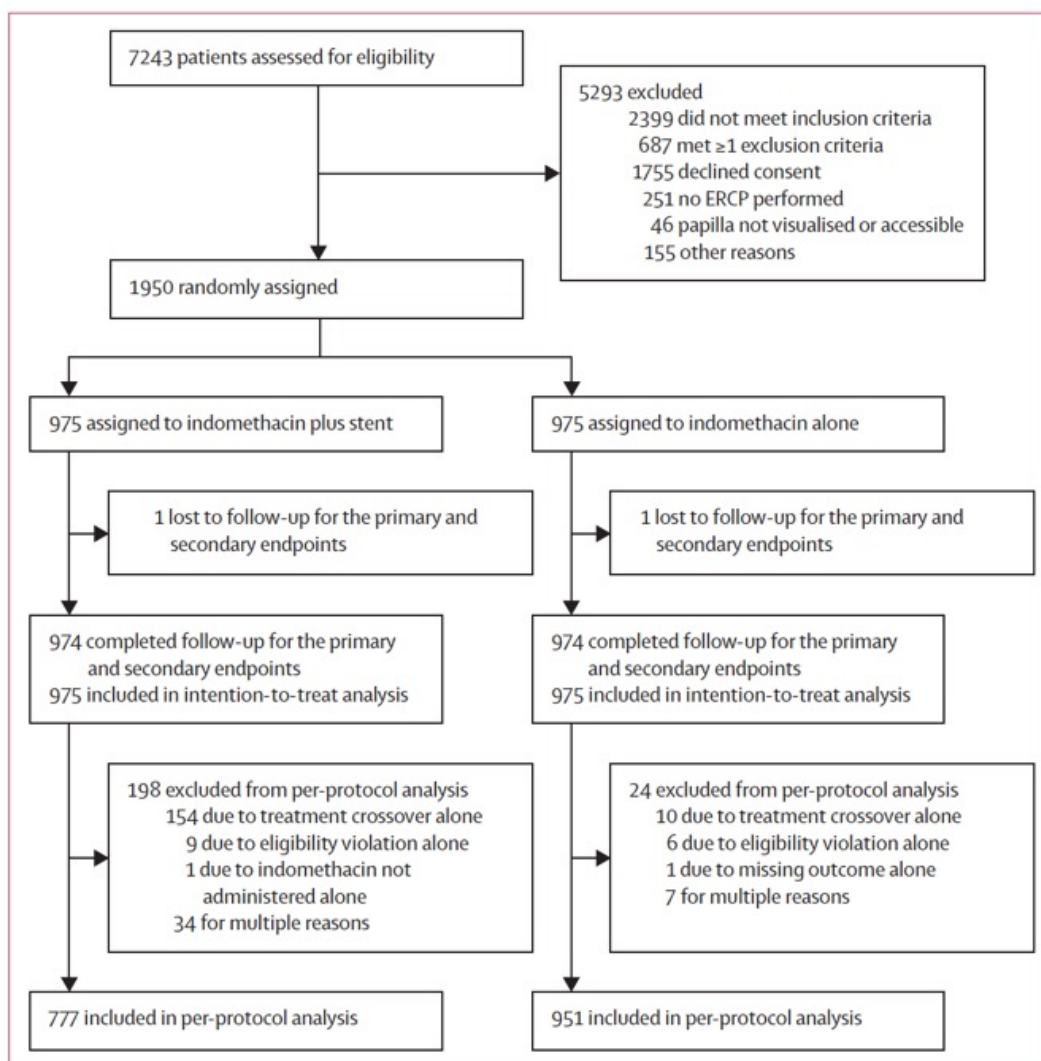 7243 patients assessed for eligibility
5293 excluded
2399 did not meet inclusion criteria
687 met ≥1 exclusion criteria
1755 declined consent
251 no ERCP performed
46 papilla not visualised or accessible
155 other reasons
1950 randomly assigned
975 assigned to indomethacin plus stent
975 assigned to indomethacin alone
1 lost to follow-up for the primary and
secondary endpoints
1 lost to follow-up for the primary and
secondary endpoints
974 completed follow-up for the primary
and secondary endpoints
975 included in intention-to-treat analysis
974 completed follow-up for the primary
and secondary endpoints
975 included in intention-to-treat analysis
198 excluded from per-protocol analysis
154 due to treatment crossover alone
9 due to eligibility violation alone
1 due to indomethacin not
administered alone
34 for multiple reasons
24 excluded from per-protocol analysis
10 due to treatment crossover alone
6 due to eligibility violation alone
1 due to missing outcome alone
7 for multiple reasons
777 included in per-protocol analysis
951 included in per-protocol analysis